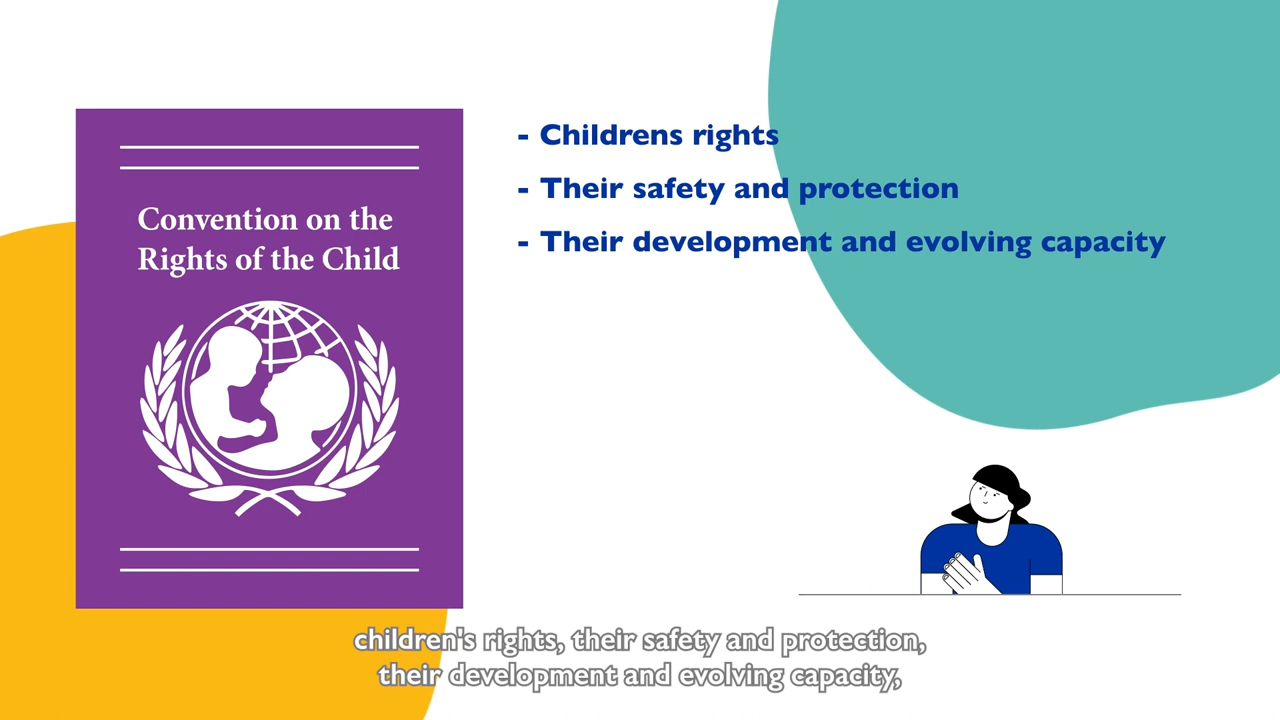 Convention on the
Rights of the Child
- Childrens rights
- Their safety and protection
- Their development and evolving capacity
children's rights, their safety and protection,
their development and evolving capacity,